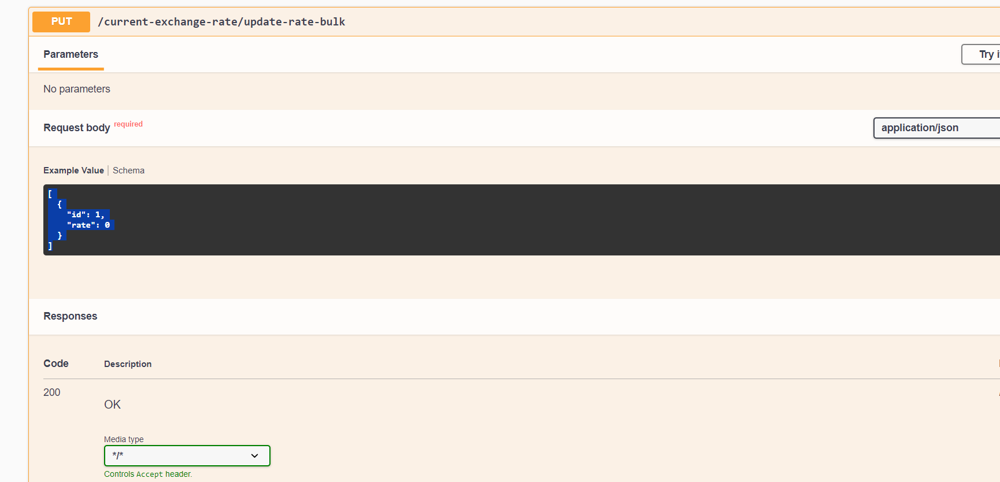 PUT /current-exchange-rate/update-rate-bulk
Parameters
Try i
No parameters
Request body required
application/json
Example Value | Schema
[
  {
    "id": 1,
    "rate": 0
  }
]
Responses
Code Description
200
OK
Media type
*/*
Controls Accept header.